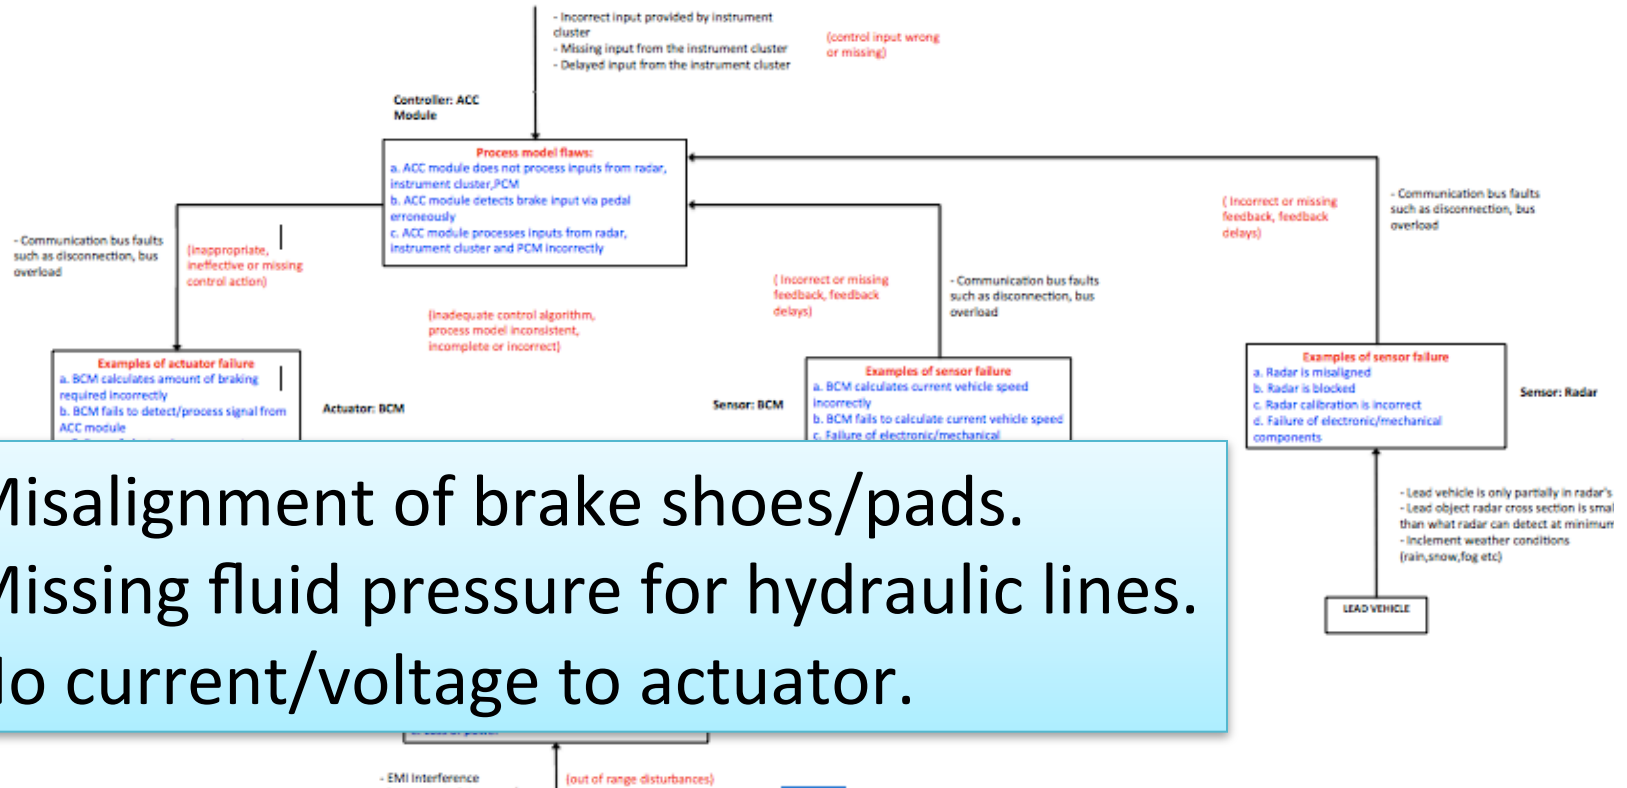 - Incorrect input provided by instrument
cluster
- Missing input from the instrument cluster
- Delayed input from the instrument cluster
(control input wrong
or missing)
Controller: ACC
Module
Process model flaws:
a. ACC module does not process inputs from radar,
instrument cluster,PCM
b. ACC module detects brake input via pedal
erroneously
c. ACC module processes inputs from radar,
instrument cluster and PCM incorrectly
- Communication bus faults
such as disconnection, bus
overload
(inappropriate,
ineffective or missing
control action)
(inadequate control algorithm,
process model inconsistent,
incomplete or incorrect)
( Incorrect or missing
feedback, feedback
delays)
- Communication bus faults
such as disconnection, bus
overload
( Incorrect or missing
feedback, feedback
delays)
- Communication bus faults
such as disconnection, bus
overload
Examples of actuator failure
a. BCM calculates amount of braking
required incorrectly
b. BCM fails to detect/process signal from
ACC module
Actuator: BCM
Sensor: BCM
Examples of sensor failure
a. BCM calculates current vehicle speed
incorrectly
b. BCM fails to calculate current vehicle speed
c. Failure of electronic/mechanical
Examples of sensor failure
a. Radar is misaligned
b. Radar is blocked
c. Radar calibration is incorrect
d. Failure of electronic/mechanical
components
Sensor: Radar
- Lead vehicle is only partially in radar's
- Lead object radar cross section is smal
than what radar can detect at minimum
- Inclement weather conditions
(rain,snow,fog etc)
LEAD VEHICLE
Misalignment of brake shoes/pads.
Missing fluid pressure for hydraulic lines.
No current/voltage to actuator.
- EMI Interference
(out of range disturbances)